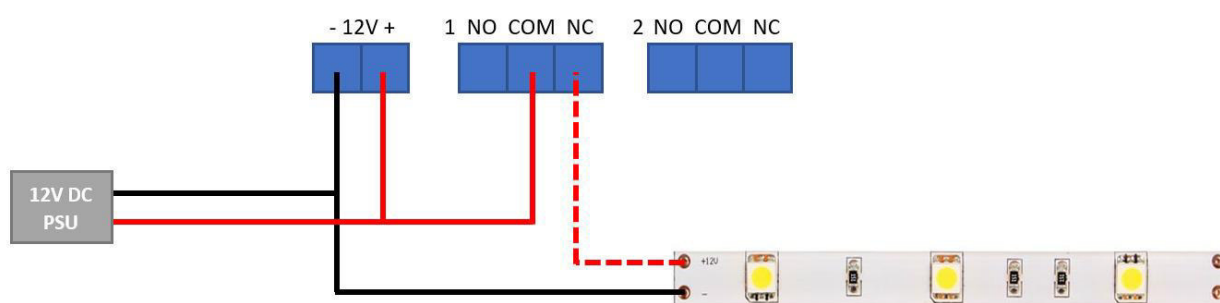 - 12V +
1 NO COM NC
2 NO COM NC
12V DC
PSU
+12V
-